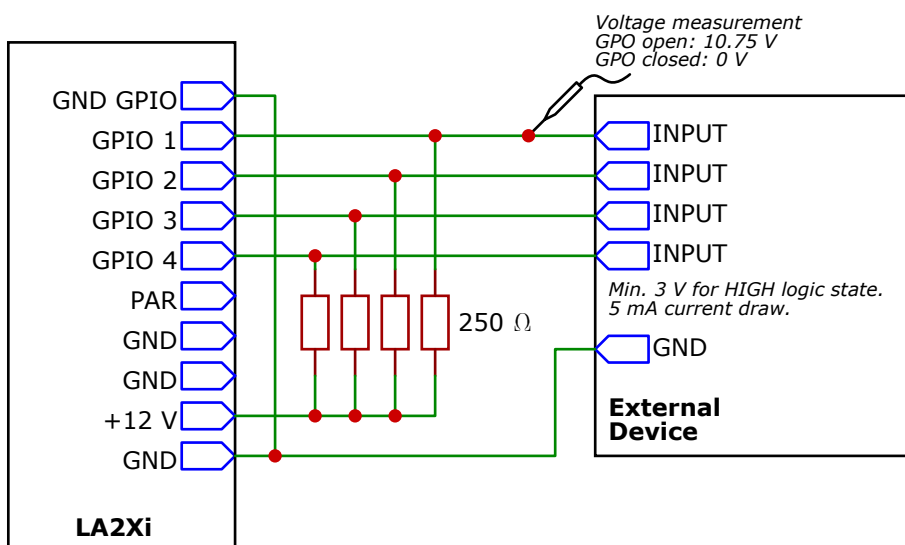 Voltage measurement
GPO open: 10.75 V
GPO closed: 0 V
GND GPIO
GPIO 1
GPIO 2
GPIO 3
GPIO 4
PAR
GND
GND
+12 V
GND
LA2Xi
250 Ω
INPUT
INPUT
INPUT
INPUT
Min. 3 V for HIGH logic state.
5 mA current draw.
GND
External
Device